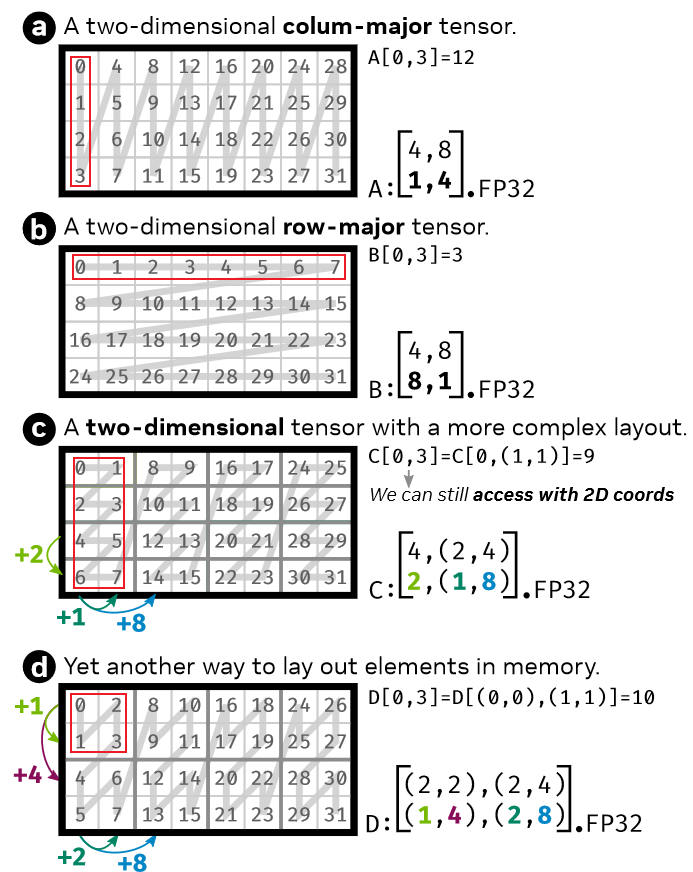 a A two-dimensional colum-major tensor.
0 4 8 12 16 20 24 28
1 5 9 13 17 21 25 29
2 6 10 14 18 22 26 30
3 7 11 15 19 23 27 31
A[0,3]=12
A:[4,8
1,4].FP32
b A two-dimensional row-major tensor.
0 1 2 3 4 5 6 7
8 9 10 11 12 13 14 15
16 17 18 19 20 21 22 23
24 25 26 27 28 29 30 31
B[0,3]=3
B:[4,8
8,1].FP32
c A two-dimensional tensor with a more complex layout.
0 1 8 9 16 17 24 25
2 3 10 11 18 19 26 27
4 5 12 13 20 21 28 29
6 7 14 15 22 23 30 31
+2
+1 +8
C[0,3]=C[0,(1,1)]=9
We can still access with 2D coords
C:[4,(2,4)
2,(1,8)].FP32
d Yet another way to lay out elements in memory.
0 2 8 10 16 18 24 26
1 3 9 11 17 19 25 27
4 6 12 14 20 22 28 30
5 7 13 15 21 23 29 31
+1
+4
+2 +8
D[0,3]=D[(0,0),(1,1)]=10
D:[(2,2),(2,4)
(1,4),(2,8)].FP32